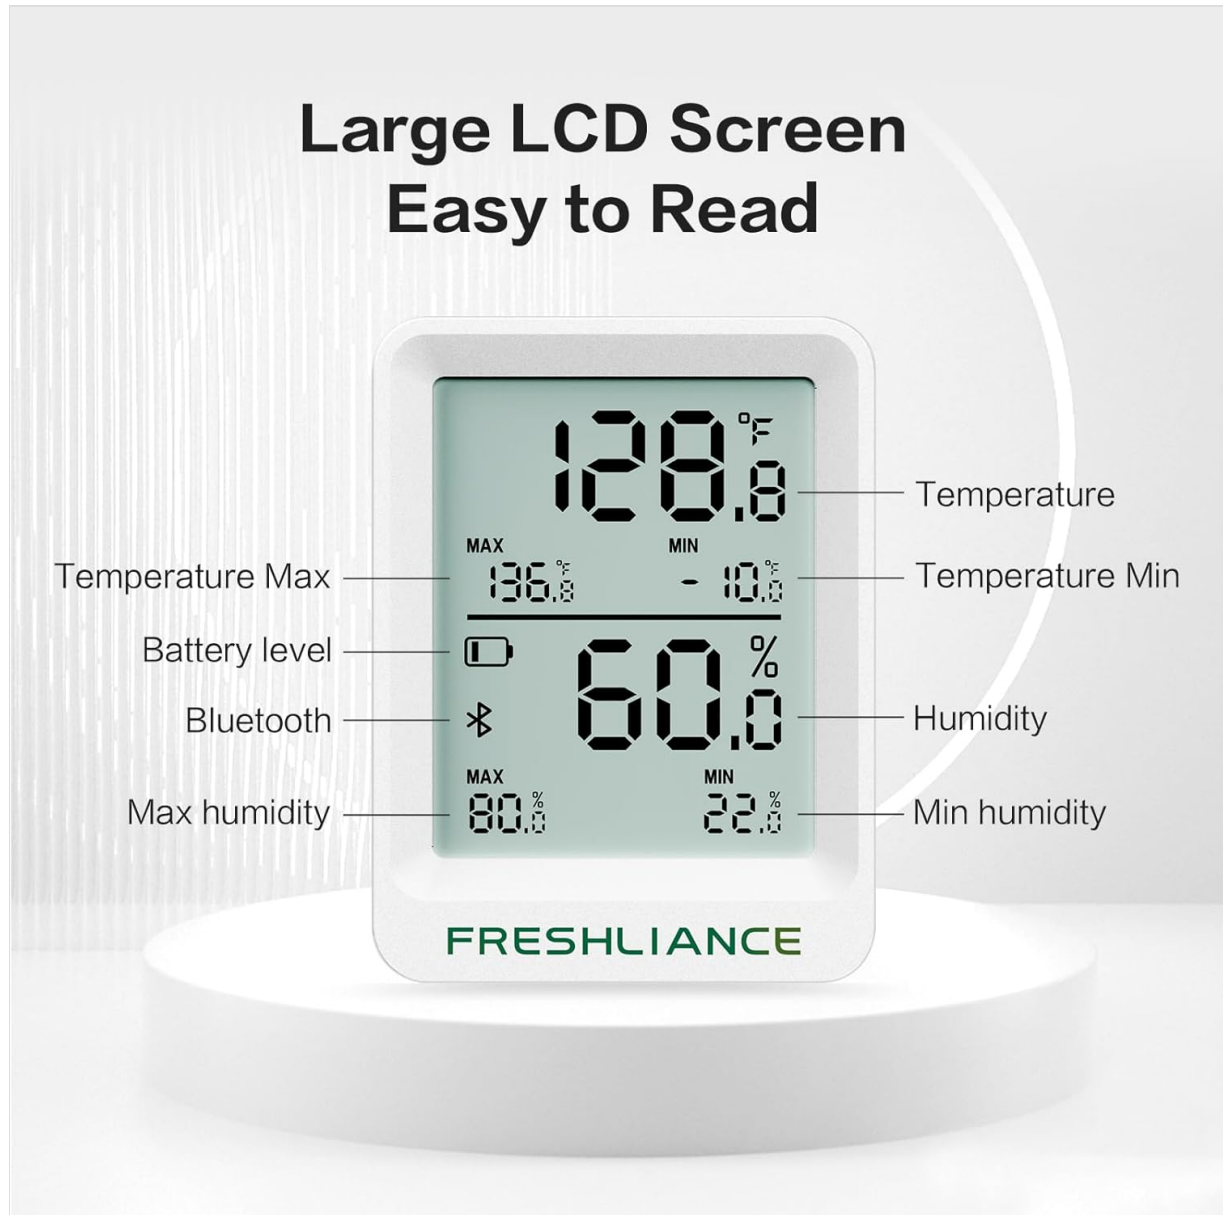 Large LCD Screen
Easy to Read
128.8 °F
Temperature
MAX
MIN
Temperature Max
136.8 °F
-10.0 °F
Temperature Min
Battery level
60.0 %
Bluetooth
Humidity
MAX
MIN
Max humidity
80.0 %
22.0 %
Min humidity
FRESHLIANCE